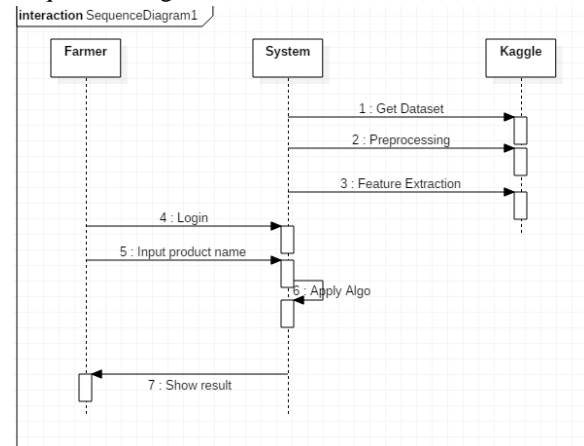 interaction SequenceDiagram1
Farmer
System
Kaggle
1 : Get Dataset
2 : Preprocessing
3 : Feature Extraction
4 : Login
5 : Input product name
6 : Apply Algo
7 : Show result